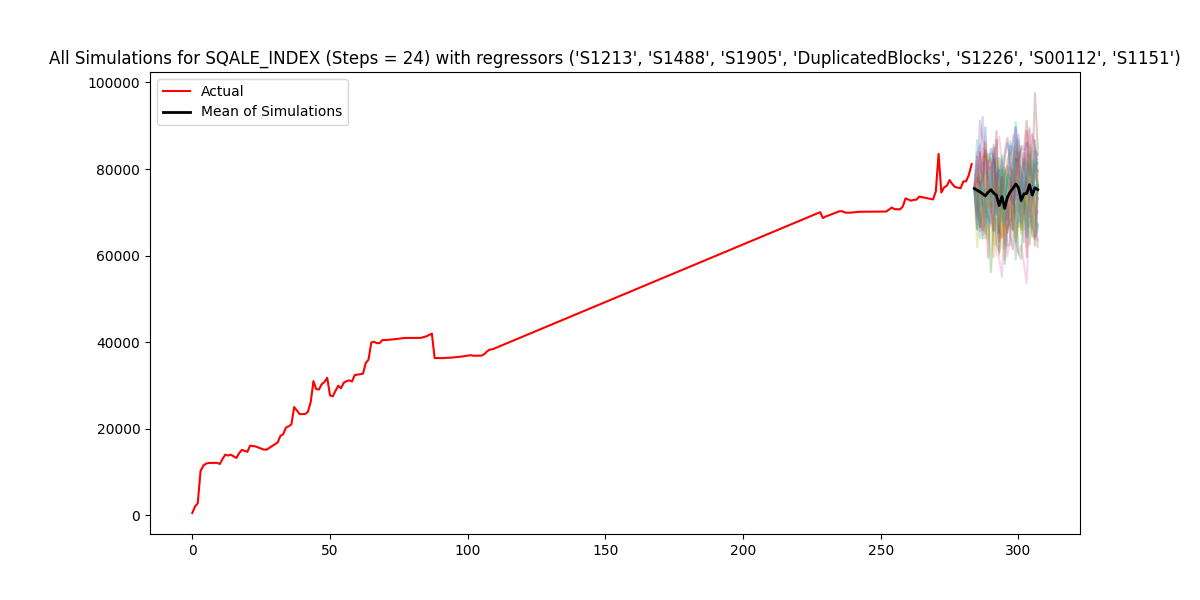 All Simulations for SQALE_INDEX (Steps = 24) with regressors ('S1213', 'S1488', 'S1905', 'DuplicatedBlocks', 'S1226', 'S00112', 'S1151')
Actual
Mean of Simulations
100000
80000
60000
40000
20000
0
0 50 100 150 200 250 300